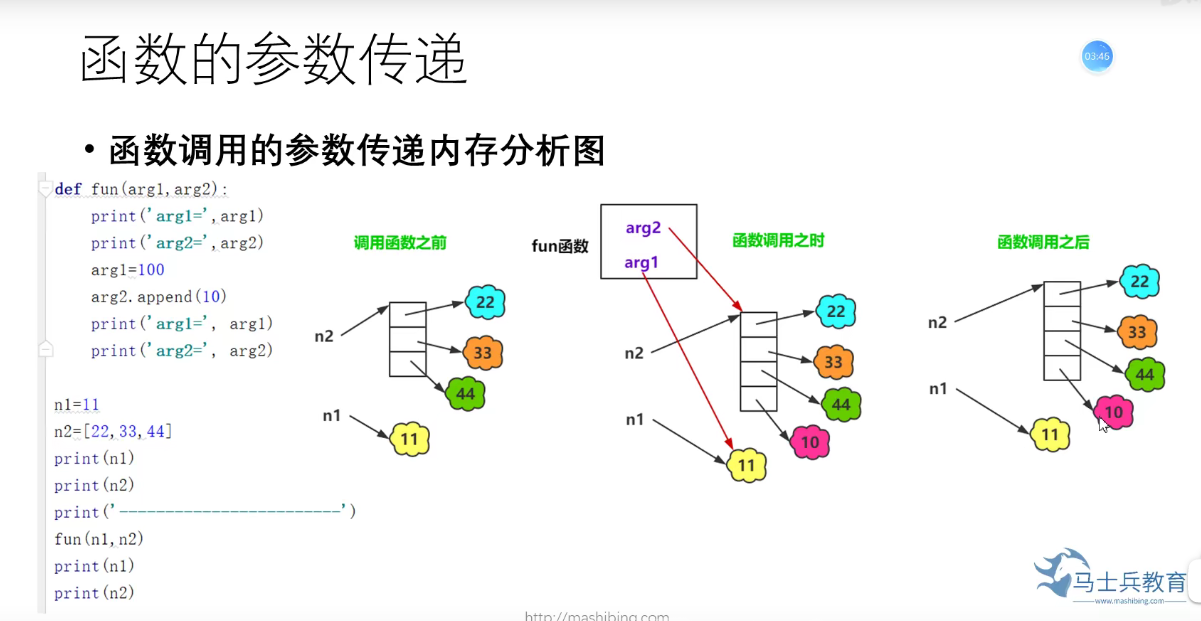 函数的参数传递
03:46
• 函数调用的参数传递内存分析图
def fun(arg1,arg2):
    print('arg1=',arg1)
    print('arg2=',arg2)
    arg1=100
    arg2.append(10)
    print('arg1=', arg1)
    print('arg2=', arg2)
n1=11
n2=[22,33,44]
print(n1)
print(n2)
print('-------------------------')
fun(n1,n2)
print(n1)
print(n2)
调用函数之前
n2
22
33
44
n1
11
fun函数
arg2
arg1
函数调用之时
n2
22
33
44
10
n1
11
函数调用之后
n2
22
33
44
10
n1
11
马士兵教育
www.mashibing.com
http://mashibing.com